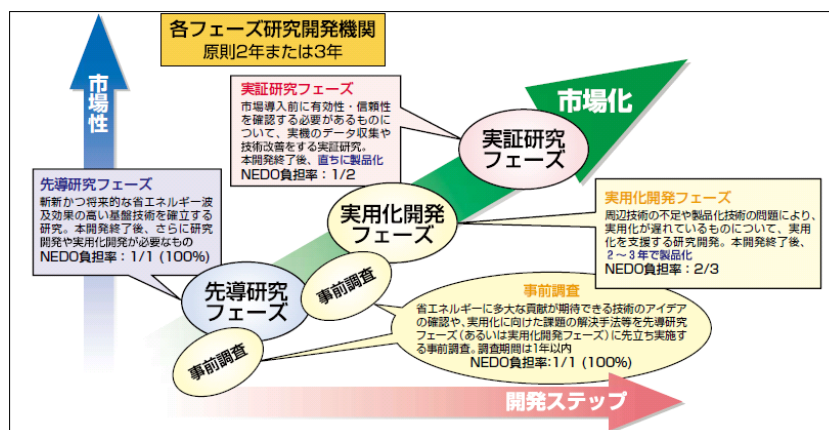 各フェーズ研究開発機関
原則2年または3年
市場性
実証研究フェーズ
市場導入前に有効性・信頼性
を確認する必要があるものに
ついて、実機のデータ収集や
技術改善をする実証研究。
本開発終了後、直ちに製品化
NEDO負担率：1/2
市場化
実証研究
フェーズ
先導研究フェーズ
斬新かつ将来的な省エネルギー波
及効果の高い基盤技術を確立する
研究。本開発終了後、さらに研究
開発や実用化開発が必要なもの
NEDO負担率：1/1 (100%)
実用化開発
フェーズ
実用化開発フェーズ
周辺技術の不足や製品化技術の問題により、
実用化が遅れているものについて、実用
化を支援する研究開発。本開発終了後、
2～3年で製品化
NEDO負担率：2/3
先導研究
フェーズ
事前調査
事前調査
事前調査
省エネルギーに多大な貢献が期待できる技術のアイデア
の確認や、実用化に向けた課題の解決手法等を先導研究
フェーズ(あるいは実用化開発フェーズ)に先立ち実施す
る事前調査。調査期間は1年以内
NEDO負担率：1/1 (100%)
開発ステップ